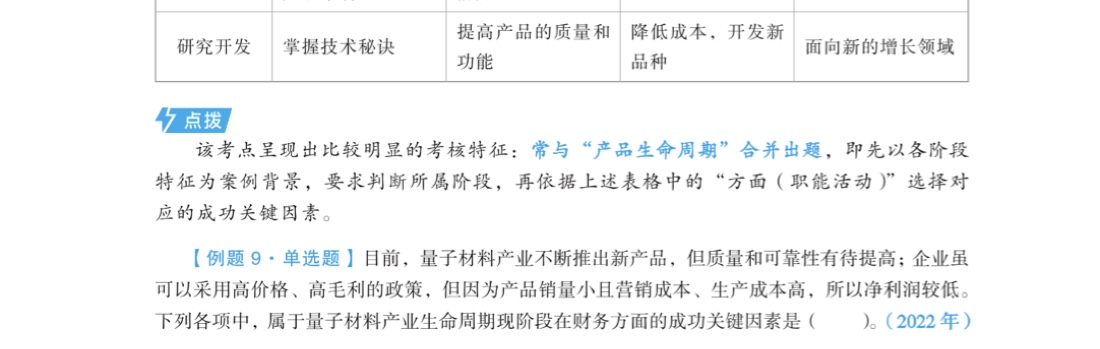 研究开发 掌握技术秘诀 提高产品的质量和功能 降低成本，开发新品种 面向新的增长领域
点拨
该考点呈现出比较明显的考核特征：常与“产品生命周期”合并出题，即先以各阶段
特征为案例背景，要求判断所属阶段，再依据上述表格中的“方面（职能活动）”选择对
应的成功关键因素。
【例题 9·单选题】目前，量子材料产业不断推出新产品，但质量和可靠性有待提高；企业虽
可以采用高价格、高毛利的政策，但因为产品销量小且营销成本、生产成本高，所以净利润较低。
下列各项中，属于量子材料产业生命周期现阶段在财务方面的成功关键因素是（　　）。（2022 年）